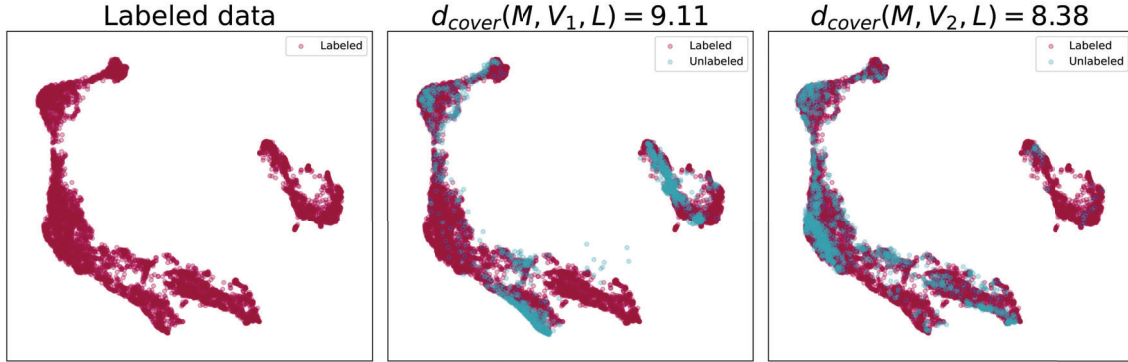 Labeled data
Labeled
d_cover(M, V_1, L) = 9.11
Labeled
Unlabeled
d_cover(M, V_2, L) = 8.38
Labeled
Unlabeled